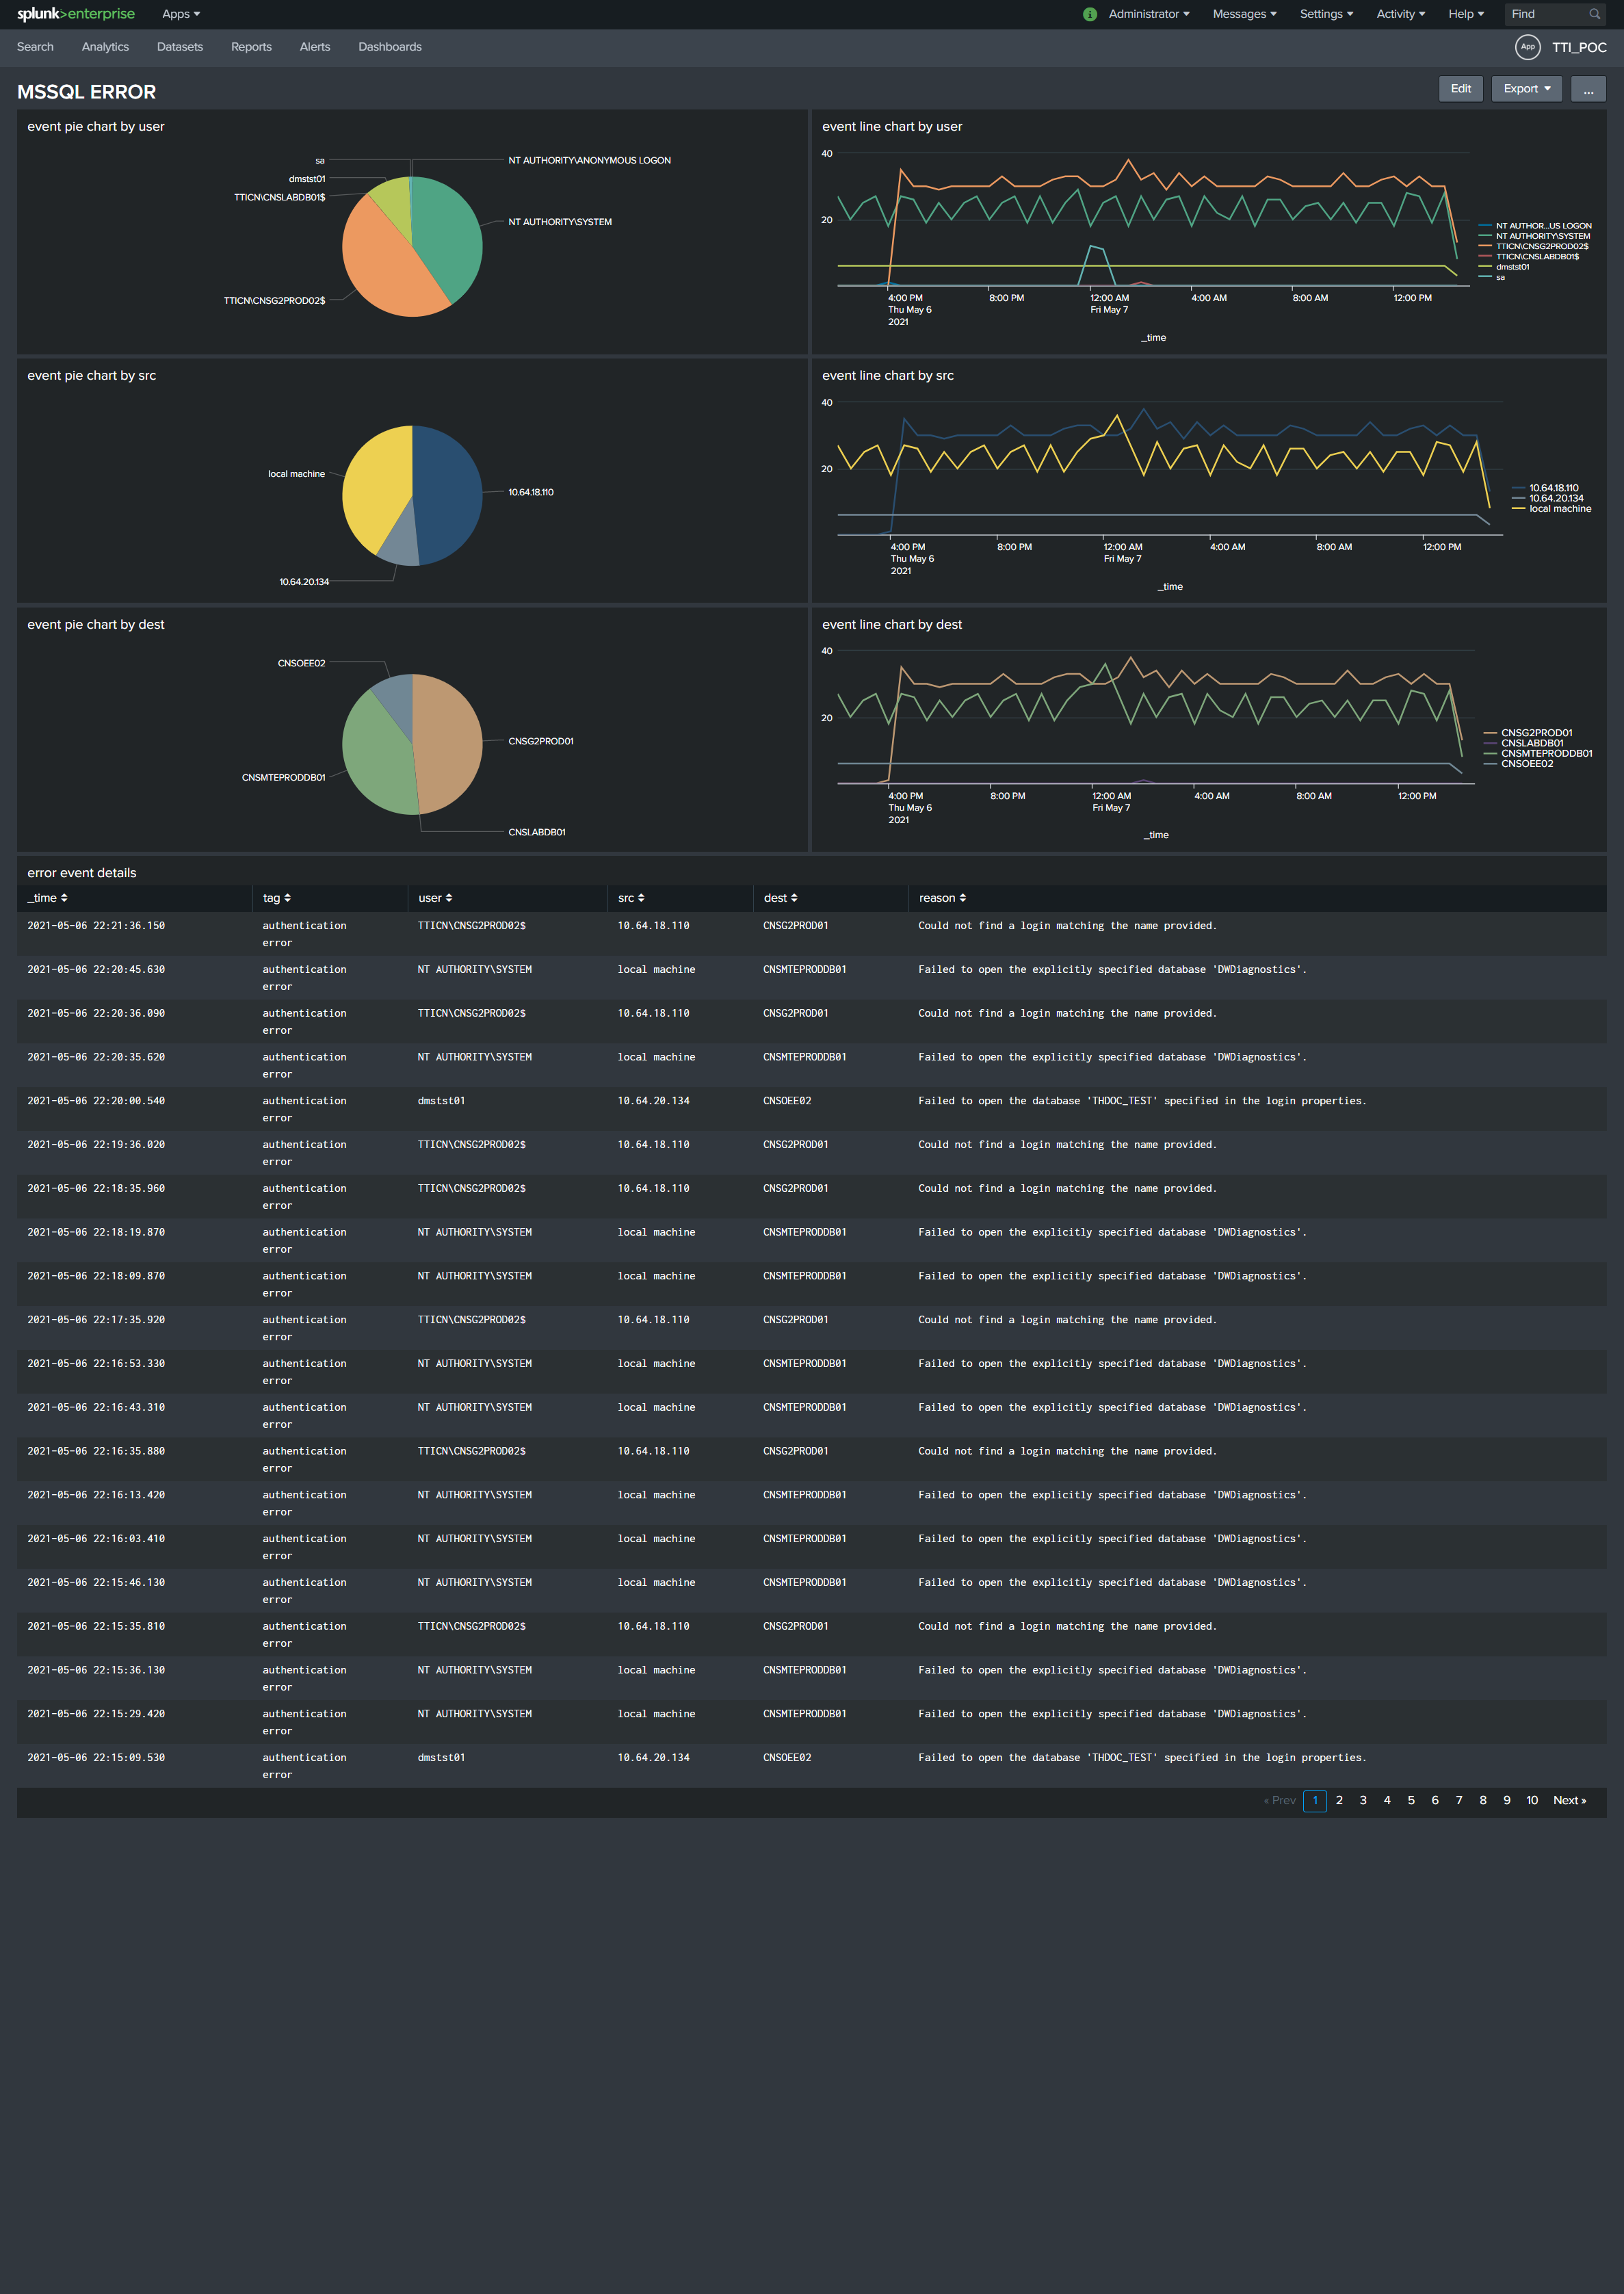 splunk>enterprise Apps Administrator Messages Settings Activity Help Find
Search Analytics Datasets Reports Alerts Dashboards App TTI_POC
MSSQL ERROR Edit Export ...
event pie chart by user
sa
dmstst01
TTICN\CNSLABDB01$
TTICN\CNSG2PROD02$
NT AUTHORITY\ANONYMOUS LOGON
NT AUTHORITY\SYSTEM
event line chart by user
40
20
4:00 PM 8:00 PM 12:00 AM 4:00 AM 8:00 AM 12:00 PM
Thu May 6 Fri May 7
2021
_time
NT AUTHOR...US LOGON
NT AUTHORITY\SYSTEM
TTICN\CNSG2PROD02$
TTICN\CNSLABDB01$
dmstst01
sa
event pie chart by src
local machine
10.64.18.110
10.64.20.134
event line chart by src
40
20
4:00 PM 8:00 PM 12:00 AM 4:00 AM 8:00 AM 12:00 PM
Thu May 6 Fri May 7
2021
_time
10.64.18.110
10.64.20.134
local machine
event pie chart by dest
CNSOEE02
CNSG2PROD01
CNSMTEPRODDB01
CNSLABDB01
event line chart by dest
40
20
4:00 PM 8:00 PM 12:00 AM 4:00 AM 8:00 AM 12:00 PM
Thu May 6 Fri May 7
2021
_time
CNSG2PROD01
CNSLABDB01
CNSMTEPRODDB01
CNSOEE02
error event details
_time tag user src dest reason
2021-05-06 22:21:36.150 authentication TTICN\CNSG2PROD02$ 10.64.18.110 CNSG2PROD01 Could not find a login matching the name provided.
error
2021-05-06 22:20:45.630 authentication NT AUTHORITY\SYSTEM local machine CNSMTEPRODDB01 Failed to open the explicitly specified database 'DWDiagnostics'.
error
2021-05-06 22:20:36.090 authentication TTICN\CNSG2PROD02$ 10.64.18.110 CNSG2PROD01 Could not find a login matching the name provided.
error
2021-05-06 22:20:35.620 authentication NT AUTHORITY\SYSTEM local machine CNSMTEPRODDB01 Failed to open the explicitly specified database 'DWDiagnostics'.
error
2021-05-06 22:20:00.540 authentication dmstst01 10.64.20.134 CNSOEE02 Failed to open the database 'THDOC_TEST' specified in the login properties.
error
2021-05-06 22:19:36.020 authentication TTICN\CNSG2PROD02$ 10.64.18.110 CNSG2PROD01 Could not find a login matching the name provided.
error
2021-05-06 22:18:35.960 authentication TTICN\CNSG2PROD02$ 10.64.18.110 CNSG2PROD01 Could not find a login matching the name provided.
error
2021-05-06 22:18:19.870 authentication NT AUTHORITY\SYSTEM local machine CNSMTEPRODDB01 Failed to open the explicitly specified database 'DWDiagnostics'.
error
2021-05-06 22:18:09.870 authentication NT AUTHORITY\SYSTEM local machine CNSMTEPRODDB01 Failed to open the explicitly specified database 'DWDiagnostics'.
error
2021-05-06 22:17:35.920 authentication TTICN\CNSG2PROD02$ 10.64.18.110 CNSG2PROD01 Could not find a login matching the name provided.
error
2021-05-06 22:16:53.330 authentication NT AUTHORITY\SYSTEM local machine CNSMTEPRODDB01 Failed to open the explicitly specified database 'DWDiagnostics'.
error
2021-05-06 22:16:43.310 authentication NT AUTHORITY\SYSTEM local machine CNSMTEPRODDB01 Failed to open the explicitly specified database 'DWDiagnostics'.
error
2021-05-06 22:16:35.880 authentication TTICN\CNSG2PROD02$ 10.64.18.110 CNSG2PROD01 Could not find a login matching the name provided.
error
2021-05-06 22:16:13.420 authentication NT AUTHORITY\SYSTEM local machine CNSMTEPRODDB01 Failed to open the explicitly specified database 'DWDiagnostics'.
error
2021-05-06 22:16:03.410 authentication NT AUTHORITY\SYSTEM local machine CNSMTEPRODDB01 Failed to open the explicitly specified database 'DWDiagnostics'.
error
2021-05-06 22:15:46.130 authentication NT AUTHORITY\SYSTEM local machine CNSMTEPRODDB01 Failed to open the explicitly specified database 'DWDiagnostics'.
error
2021-05-06 22:15:35.810 authentication TTICN\CNSG2PROD02$ 10.64.18.110 CNSG2PROD01 Could not find a login matching the name provided.
error
2021-05-06 22:15:36.130 authentication NT AUTHORITY\SYSTEM local machine CNSMTEPRODDB01 Failed to open the explicitly specified database 'DWDiagnostics'.
error
2021-05-06 22:15:29.420 authentication NT AUTHORITY\SYSTEM local machine CNSMTEPRODDB01 Failed to open the explicitly specified database 'DWDiagnostics'.
error
2021-05-06 22:15:09.530 authentication dmstst01 10.64.20.134 CNSOEE02 Failed to open the database 'THDOC_TEST' specified in the login properties.
error
« Prev 1 2 3 4 5 6 7 8 9 10 Next »